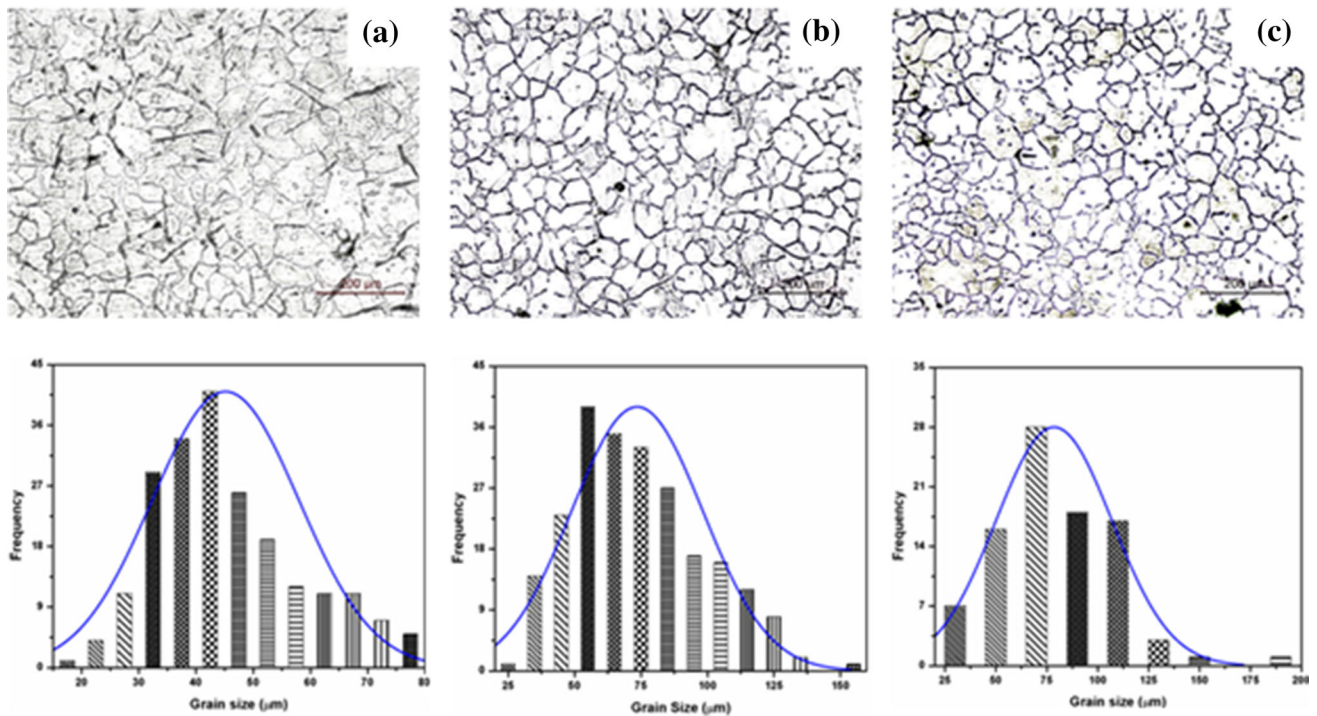 (a)
(b)
(c)
200 µm
200 µm
200 µm
45
36
27
18
9
0
Frequency
20 30 40 50 60 70 80
Grain size (µm)
45
36
27
18
9
0
Frequency
25 50 75 100 125 150
Grain Size (µm)
35
28
21
14
7
0
Frequency
25 50 75 100 125 150 175 200
Grain size (µm)